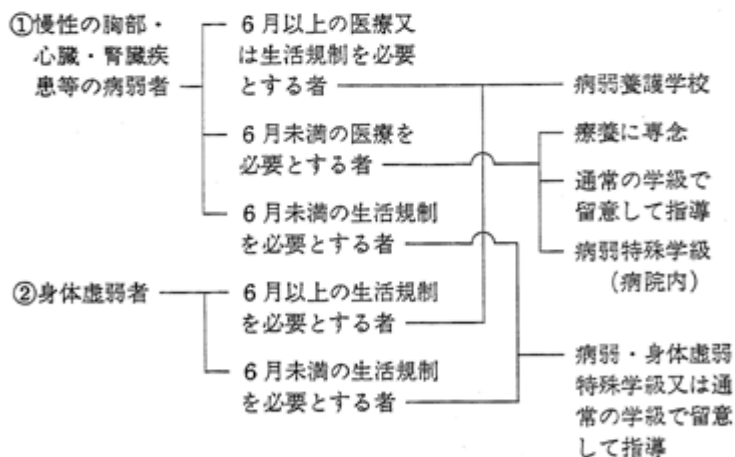 ①慢性の胸部・
心臓・腎臓疾
患等の病弱者
6月以上の医療又
は生活規制を必要
とする者
6月未満の医療を
必要とする者
6月未満の生活規制
を必要とする者
②身体虚弱者
6月以上の生活規制
を必要とする者
6月未満の生活規制
を必要とする者
病弱養護学校
療養に専念
通常の学級で
留意して指導
病弱特殊学級
(病院内)
病弱・身体虚弱
特殊学級又は通
常の学級で留意
して指導